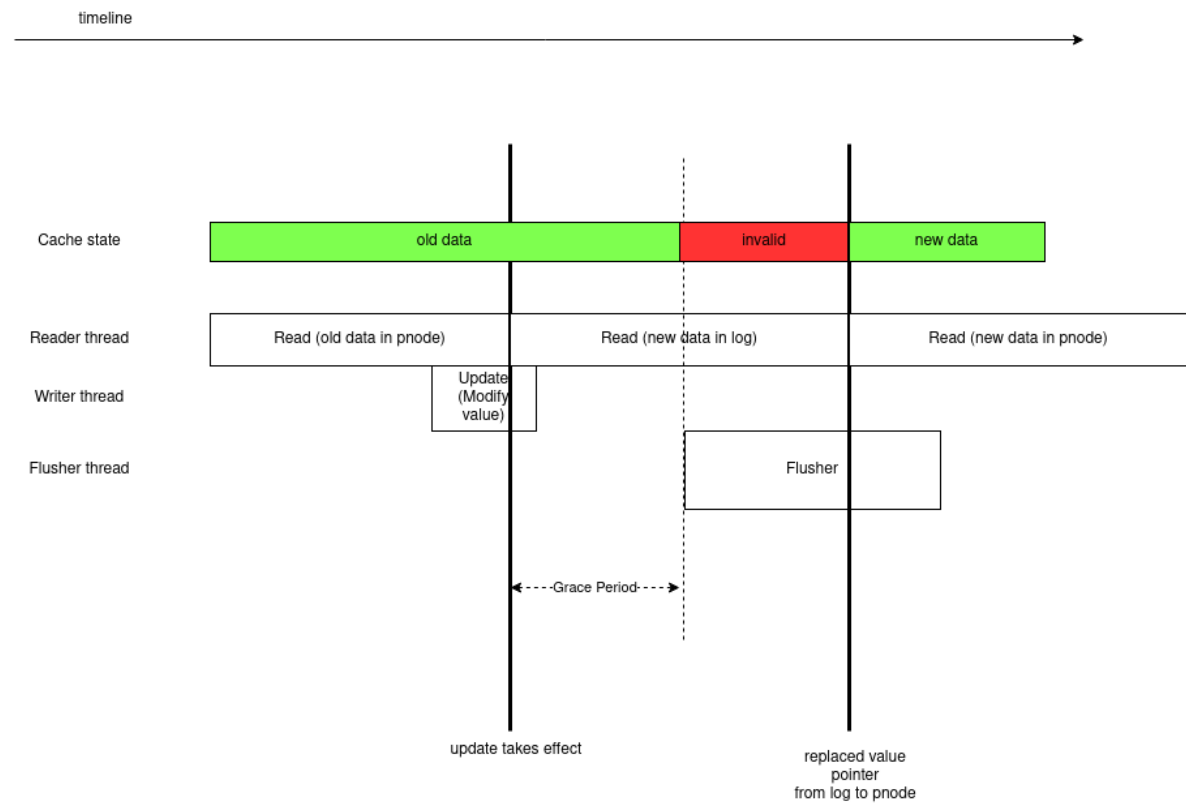 timeline
Cache state
old data
invalid
new data
Reader thread
Read (old data in pnode)
Read (new data in log)
Read (new data in pnode)
Writer thread
Update
(Modify
value)
Flusher thread
Flusher
Grace Period
update takes effect
replaced value
pointer
from log to pnode